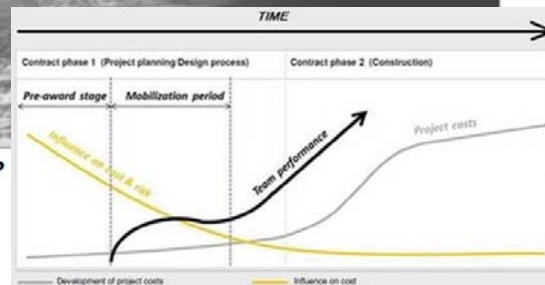 TIME
Contract phase 1 (Project planning/Design process)
Contract phase 2 (Construction)
Pre-award stage
Mobilization period
Influence on cost & risk
Team performance
Project costs
Development of project costs
Influence on cost